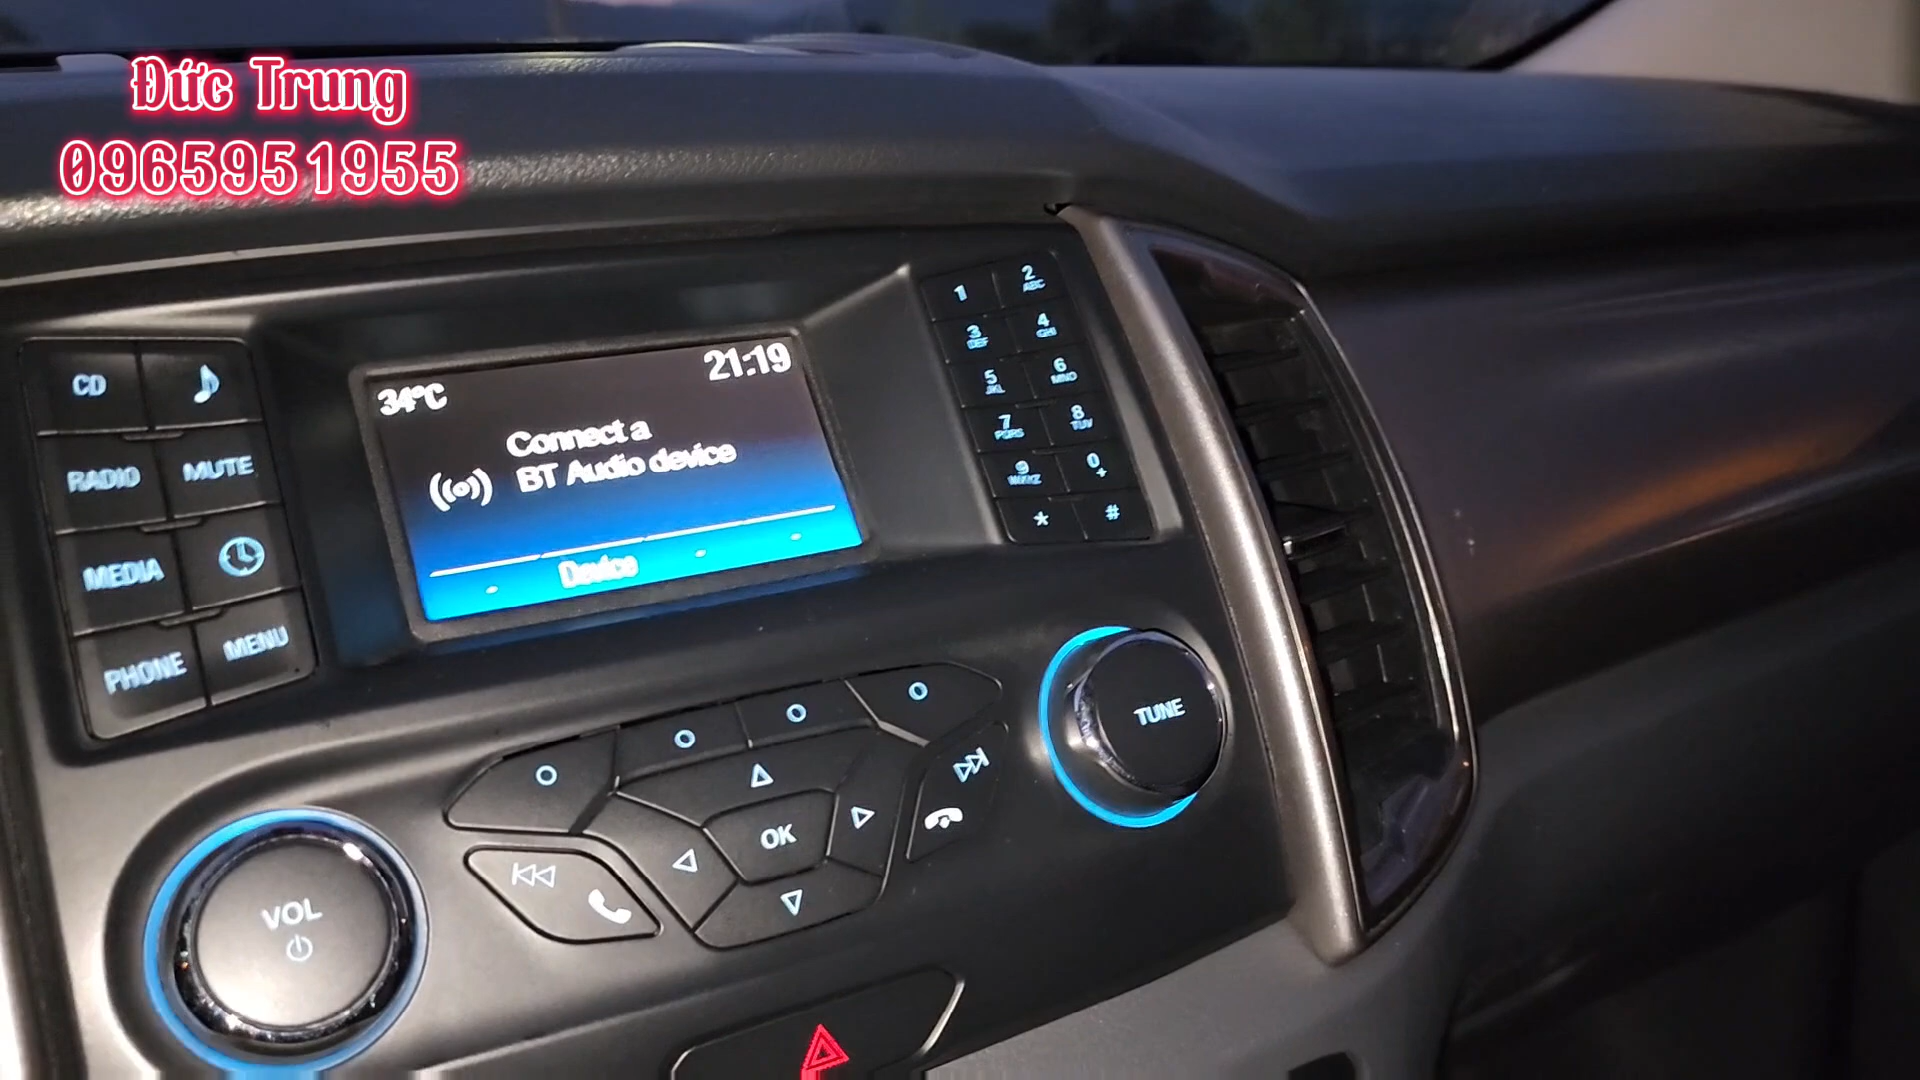 Đức Trung
0965951955
34°C
21:19
Connect a
BT Audio device
Device
CD
RADIO
MUTE
MEDIA
PHONE
MENU
1
2
ABC
3
DEF
4
GHI
5
JKL
6
MNO
7
PQRS
8
TUV
9
WXYZ
0
+
*
#
TUNE
OK
VOL